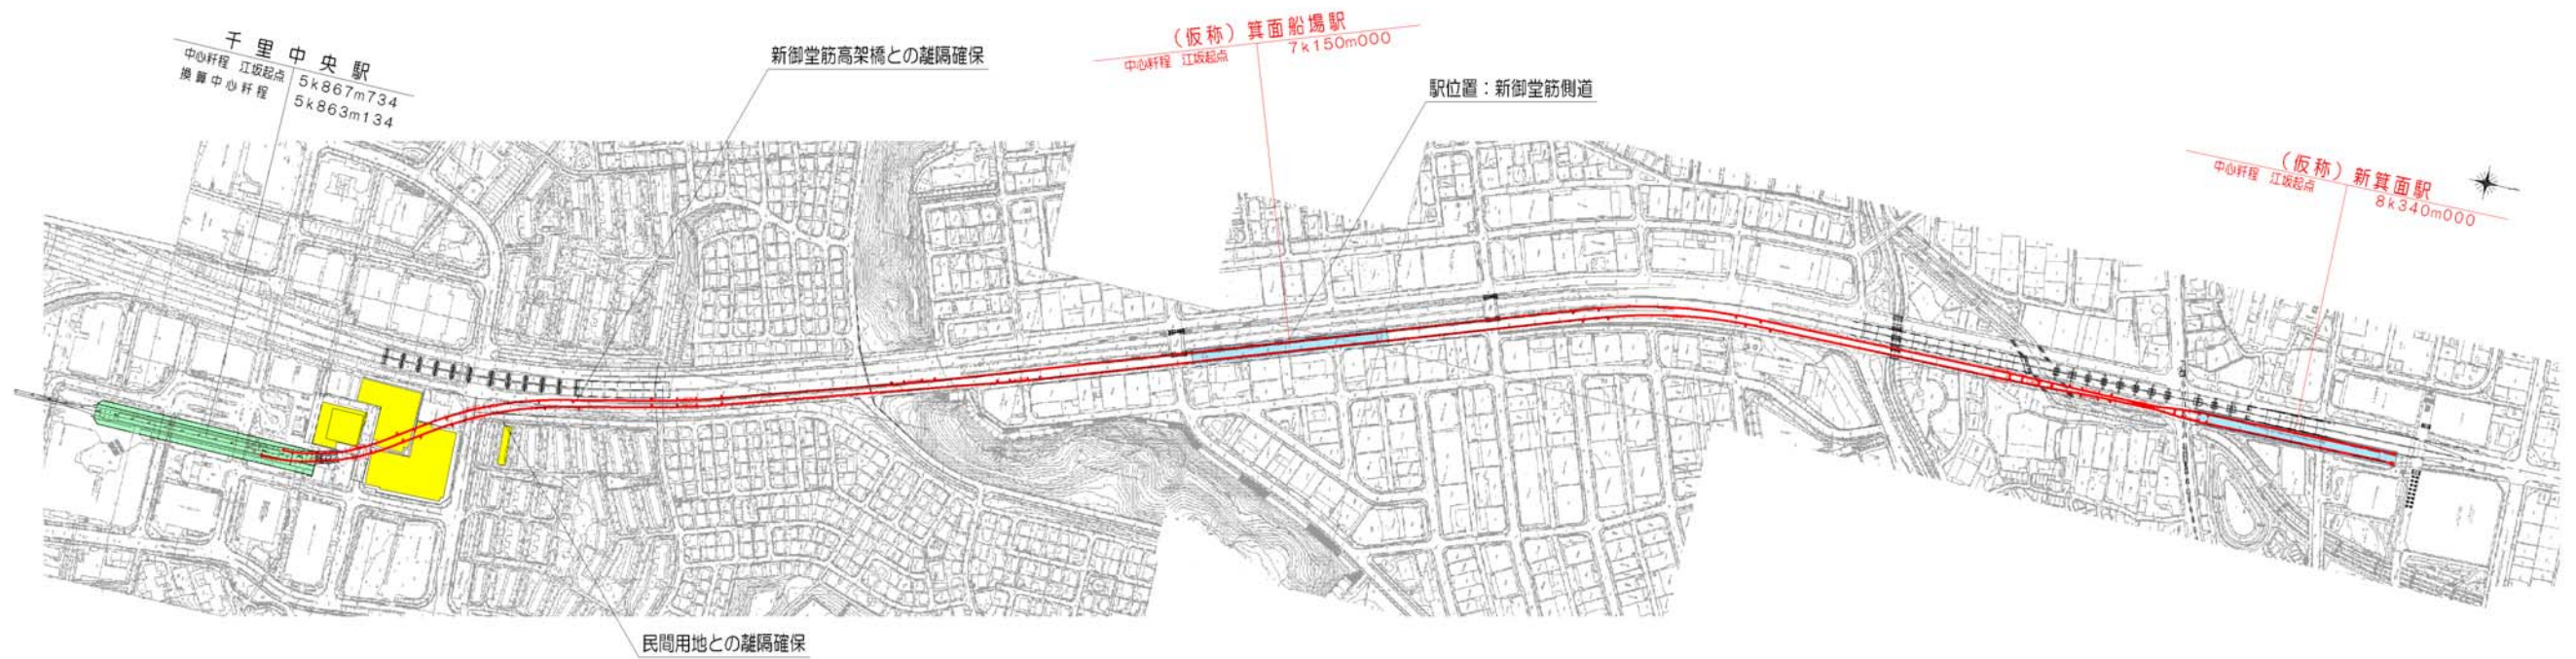 千里中央駅
中心粁程 江坂起点 5k867m734
換算中心粁程 5k863m134
新御堂筋高架橋との離隔確保
(仮称)箕面船場駅
中心粁程 江坂起点 7k150m000
駅位置：新御堂筋側道
(仮称)新箕面駅
中心粁程 江坂起点 8k340m000
民間用地との離隔確保